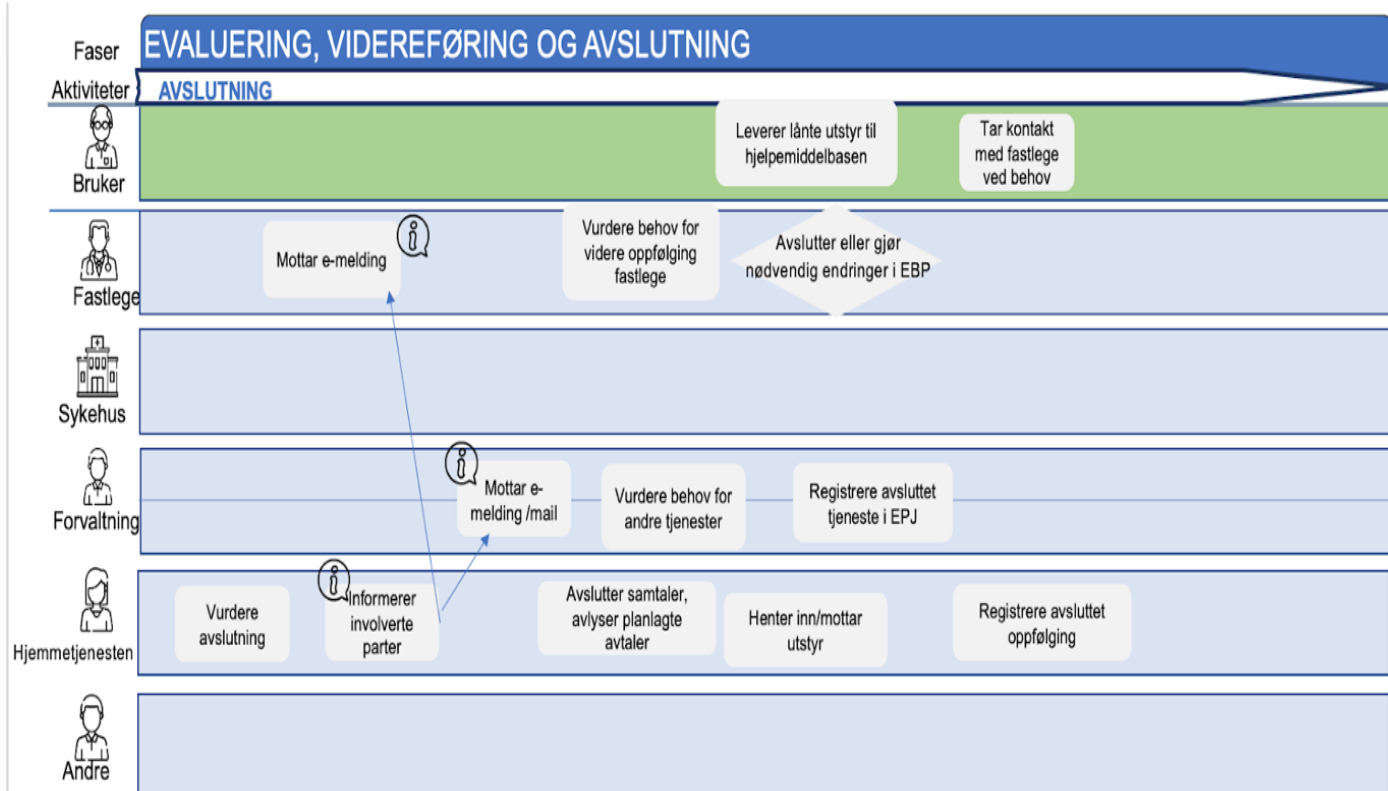 Faser
EVALUERING, VIDEREFØRING OG AVSLUTNING
Aktiviteter
AVSLUTNING
Bruker
Leverer lånte utstyr til
hjelpemiddelbasen
Tar kontakt
med fastlege
ved behov
Fastlege
Mottar e-melding
Vurdere behov for
videre oppfølging
fastlege
Avslutter eller gjør
nødvendig endringer i EBP
Sykehus
Forvaltning
Mottar e-
melding /mail
Vurdere behov for
andre tjenester
Registrere avsluttet
tjeneste i EPJ
Hjemmetjenesten
Vurdere
avslutning
Informerer
involverte
parter
Avslutter samtaler,
avlyser planlagte
avtaler
Henter inn/mottar
utstyr
Registrere avsluttet
oppfølging
Andre